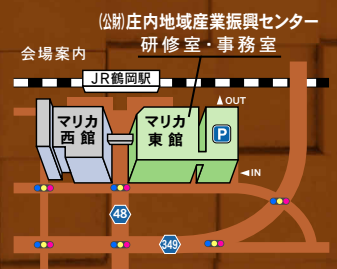 (公財)庄内地域産業振興センター
研修室・事務室
会場案内
JR鶴岡駅
▲OUT
マリカ
西館
マリカ
東館
P
◀IN
48
349